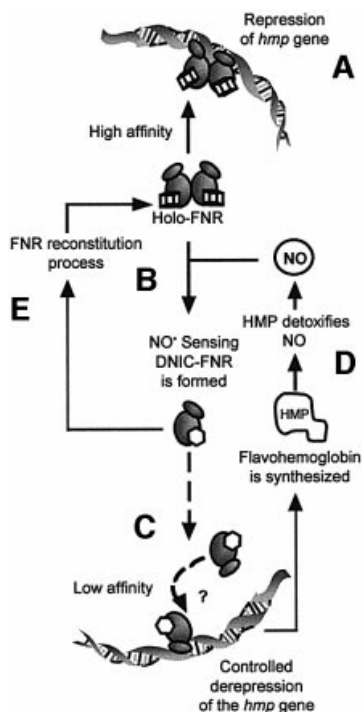 Repression
of hmp gene
A
High affinity
Holo-FNR
FNR reconstitution
process
NO
B
E
HMP detoxifies
NO
NO• Sensing
DNIC-FNR
is formed
D
HMP
Flavohemoglobin
is synthesized
C
Low affinity
?
Controlled
derepression
of the hmp gene